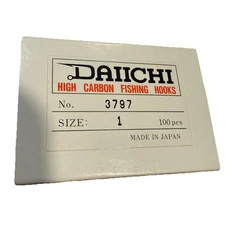 DAIICHI
HIGH CARBON FISHING HOOKS
No. 3797
SIZE: 1 100 pcs
MADE IN JAPAN